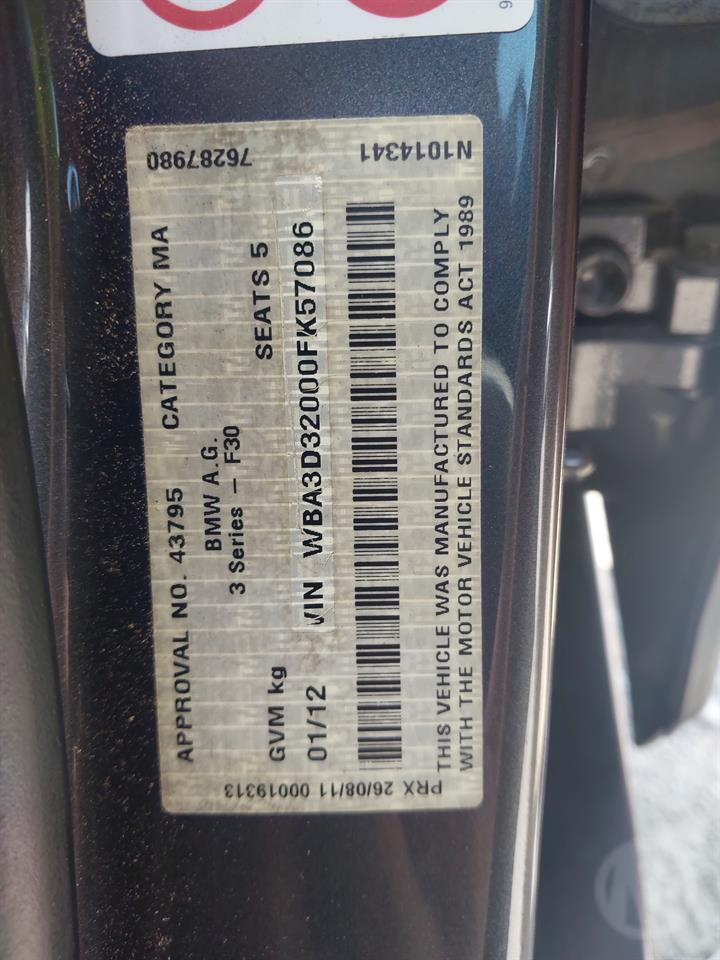 76287980
N1014341
APPROVAL NO. 43795 CATEGORY MA
BMW A.G.
3 Series – F30
GVM kg SEATS 5
01/12 VIN WBA3D32000FK57086
THIS VEHICLE WAS MANUFACTURED TO COMPLY
WITH THE MOTOR VEHICLE STANDARDS ACT 1989
PRX 26/08/11 00019313